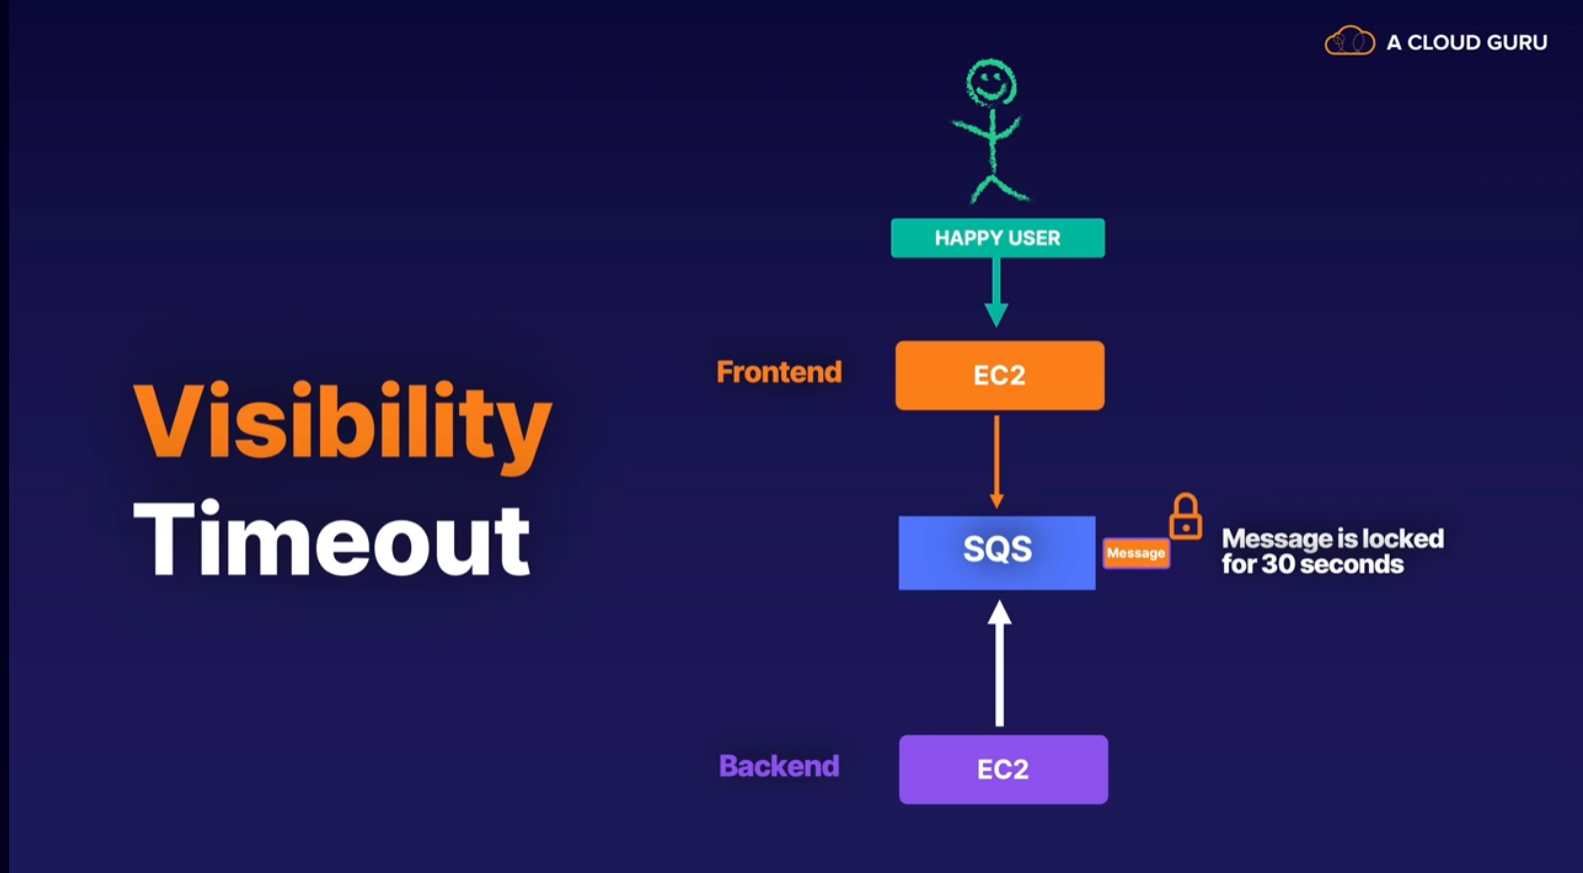 A CLOUD GURU
HAPPY USER
Frontend
EC2
Visibility
Timeout
SQS
Message
Message is locked
for 30 seconds
Backend
EC2